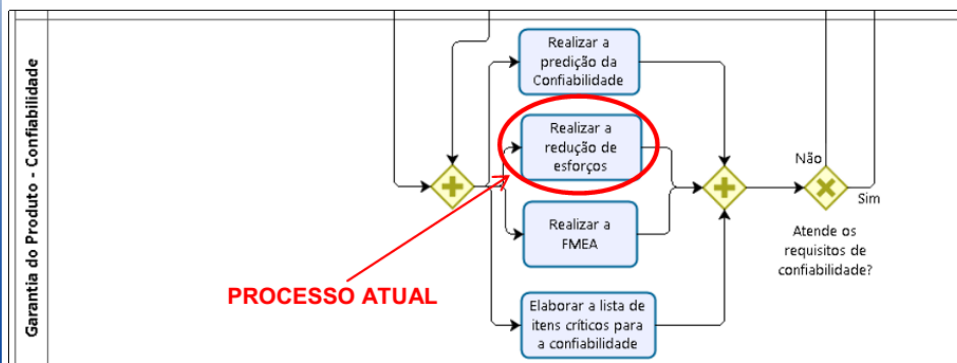 Garantia do Produto - Confiabilidade
Realizar a
predição da
Confiabilidade
Realizar a
redução de
esforços
Realizar a
FMEA
Elaborar a lista de
itens críticos para
a confiabilidade
PROCESSO ATUAL
Não
Sim
Atende os
requisitos de
confiabilidade?